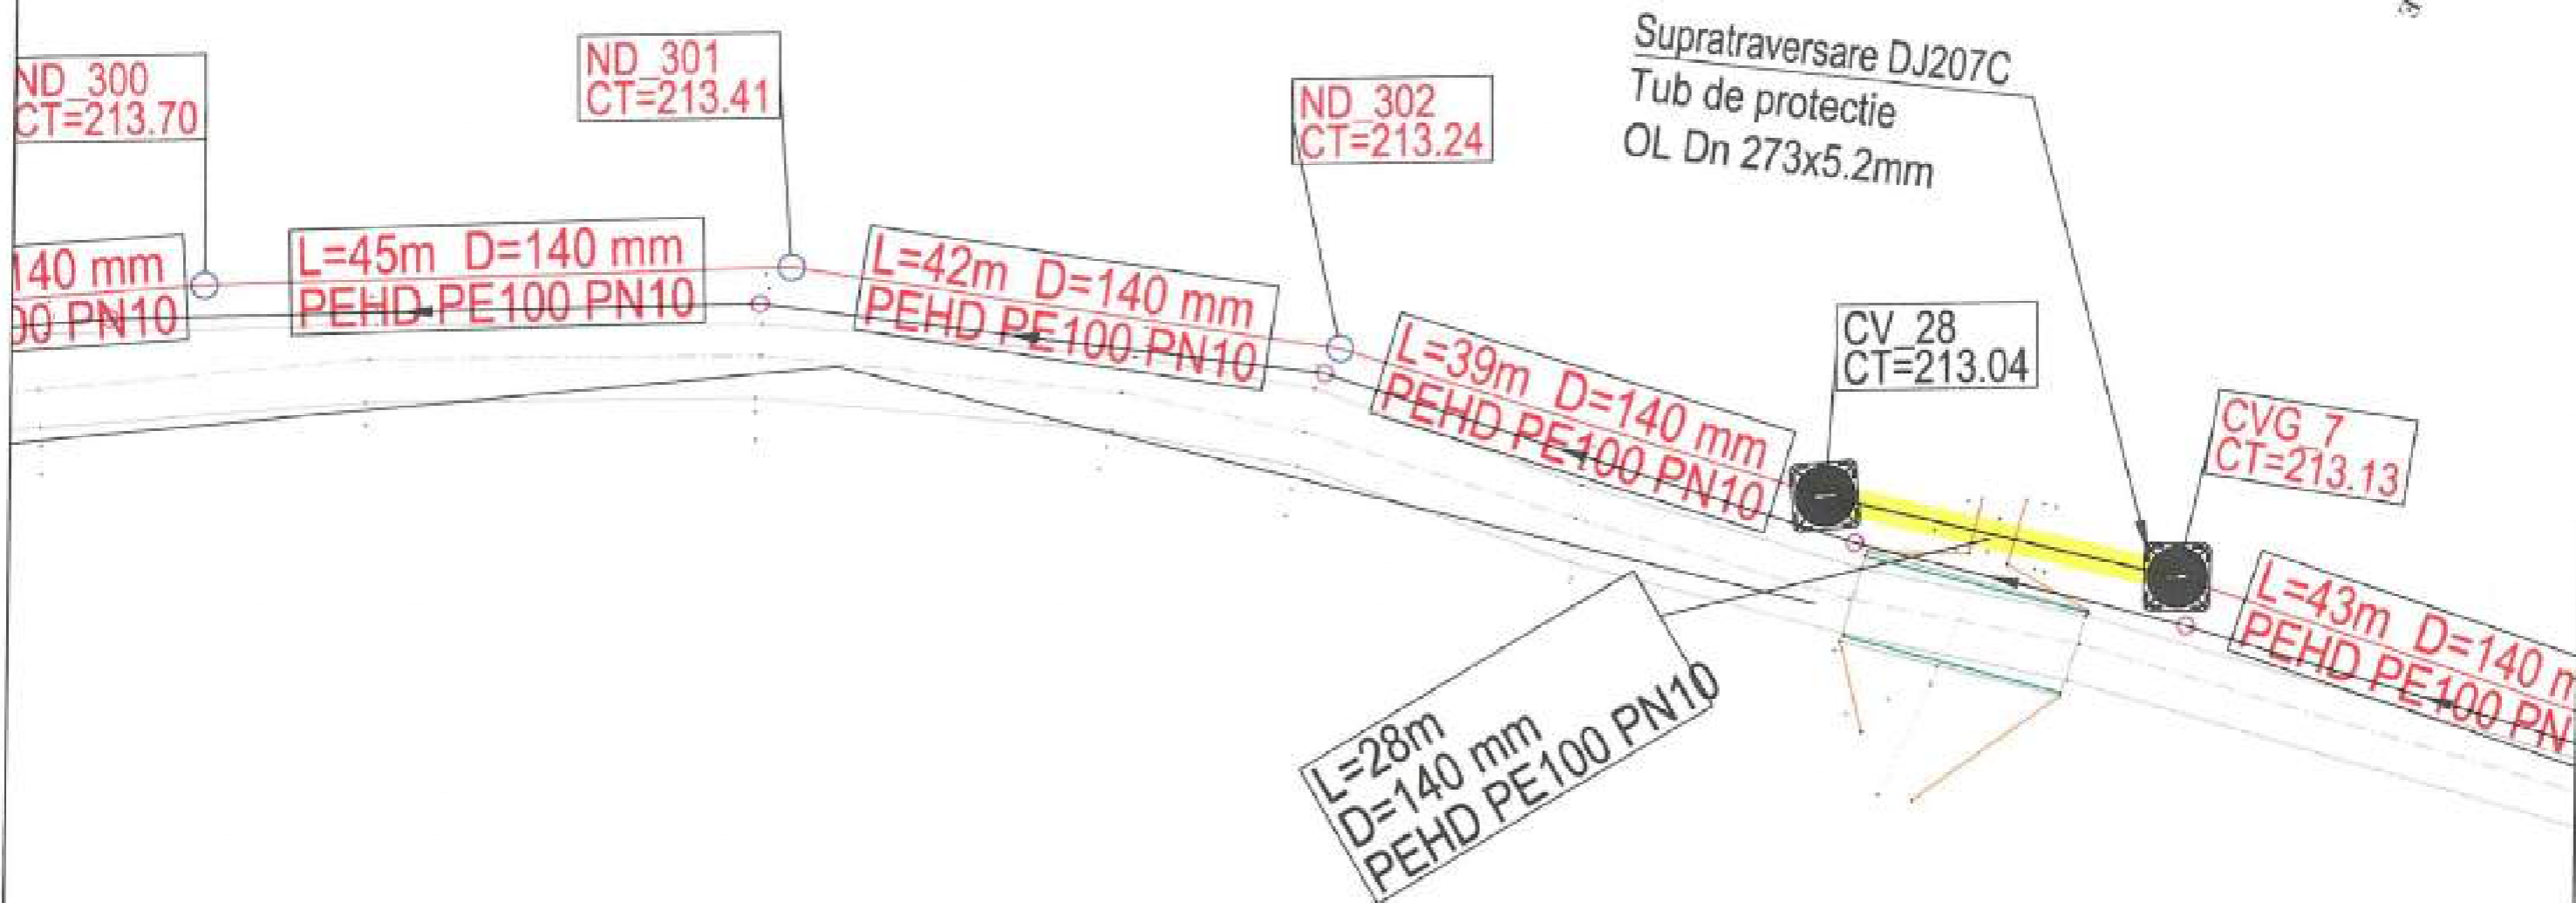 ND_300
CT=213.70
ND_301
CT=213.41
ND_302
CT=213.24
Supratraversare DJ207C
Tub de protectie
OL Dn 273x5.2mm
140 mm
00 PN10
L=45m D=140 mm
PEHD PE100 PN10
L=42m D=140 mm
PEHD PE100 PN10
L=39m D=140 mm
PEHD PE100 PN10
CV_28
CT=213.04
CVG_7
CT=213.13
L=43m D=140 m
PEHD PE100 PN
L=28m
D=140 mm
PEHD PE100 PN10